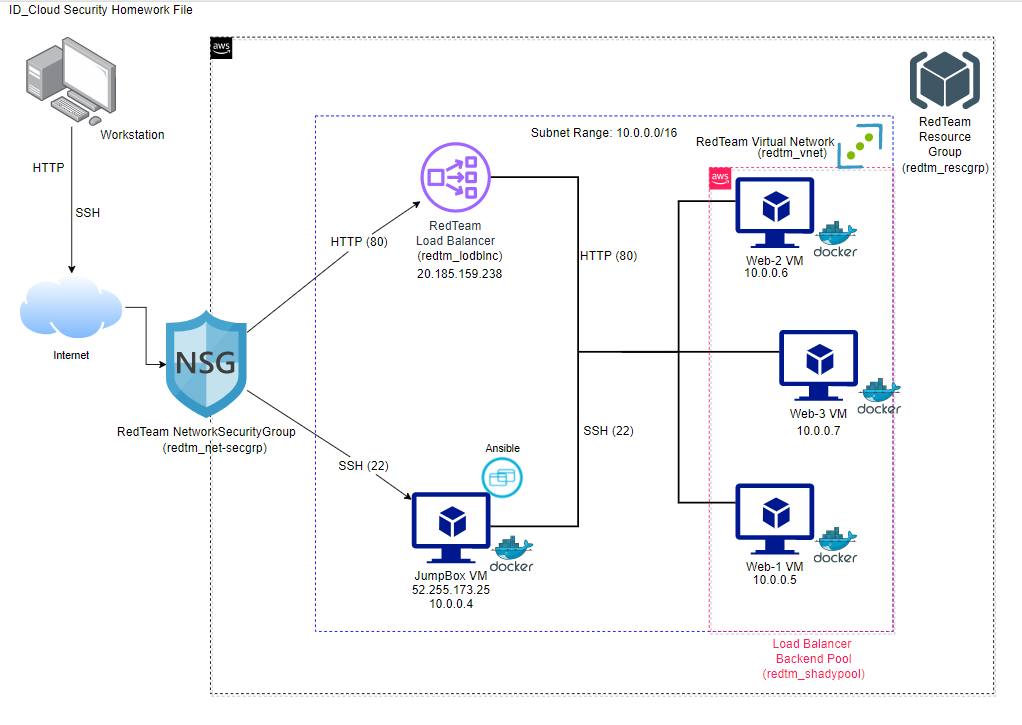 ID_Cloud Security Homework File
aws
Workstation
HTTP
SSH
Internet
NSG
RedTeam NetworkSecurityGroup
(redtm_net-secgrp)
HTTP (80)
SSH (22)
RedTeam
Load Balancer
(redtm_lodblnc)
20.185.159.238
Ansible
docker
JumpBox VM
52.255.173.25
10.0.0.4
HTTP (80)
SSH (22)
Subnet Range: 10.0.0.0/16
RedTeam Virtual Network
(redtm_vnet)
RedTeam
Resource
Group
(redtm_rescgrp)
aws
docker
Web-2 VM
10.0.0.6
docker
Web-3 VM
10.0.0.7
docker
Web-1 VM
10.0.0.5
Load Balancer
Backend Pool
(redtm_shadypool)